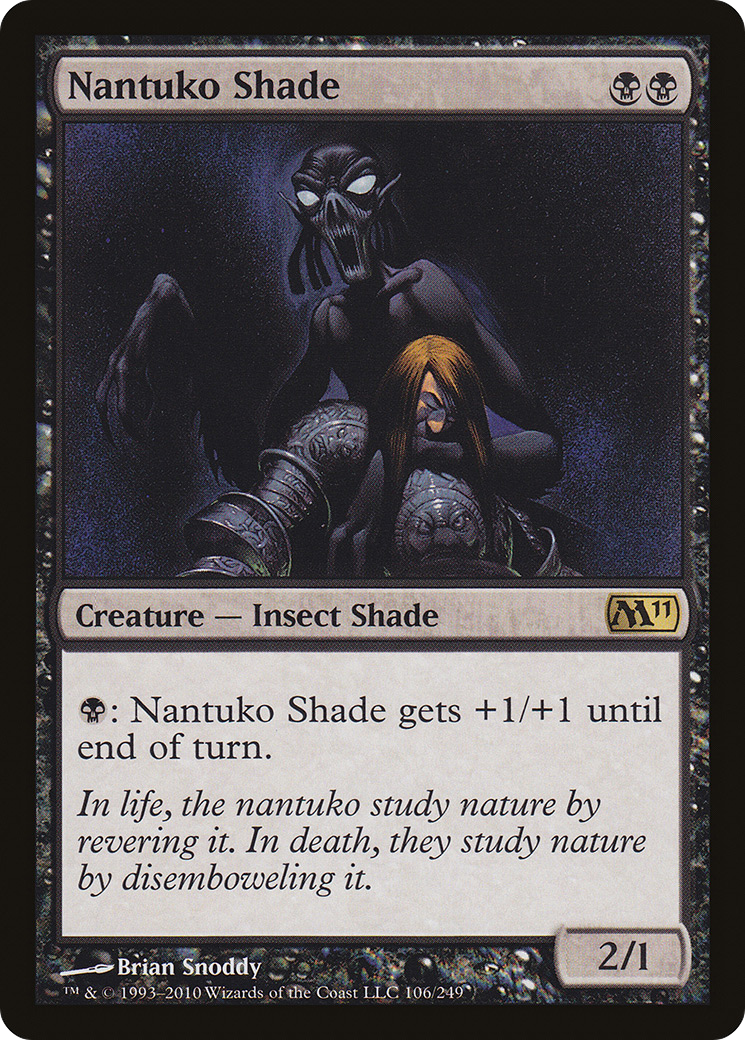 Nantuko Shade
Creature — Insect Shade
M11
: Nantuko Shade gets +1/+1 until
end of turn.
In life, the nantuko study nature by
revering it. In death, they study nature
by disemboweling it.
2/1
Brian Snoddy
™ & © 1993–2010 Wizards of the Coast LLC 106/249